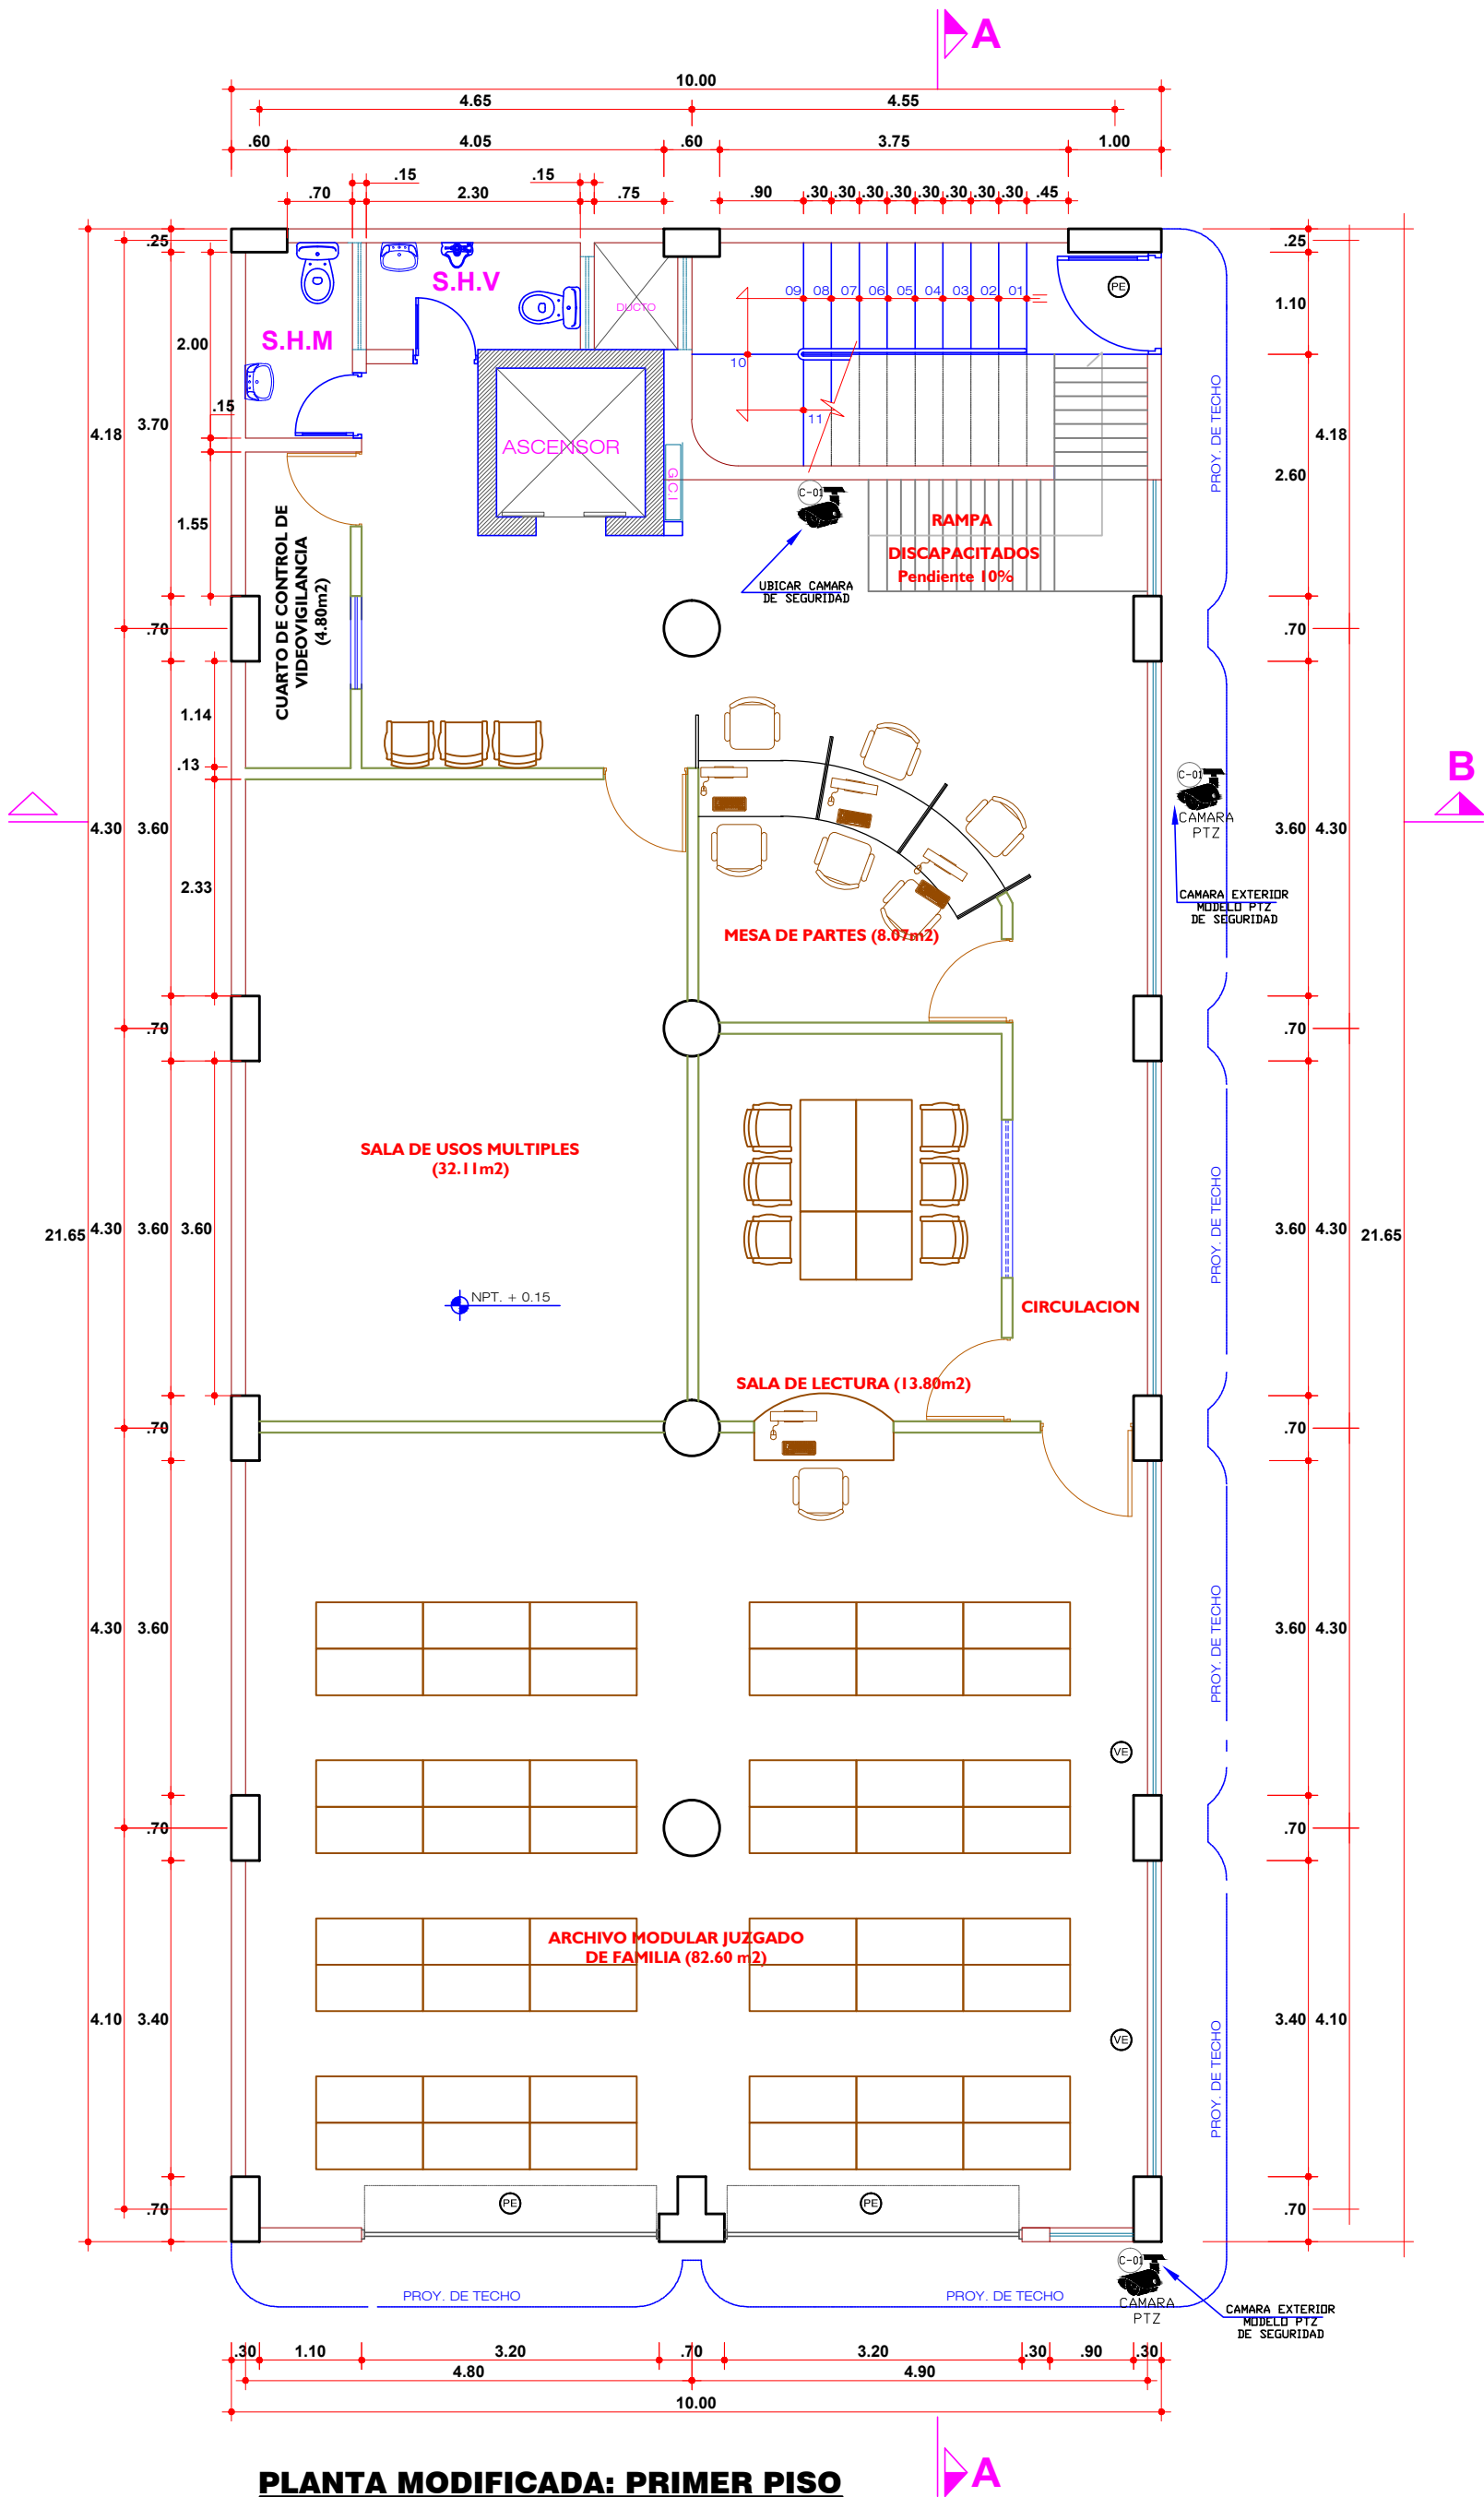 A
10.00
4.65
4.55
.60
4.05
.60
3.75
1.00
.15
.15
.70
2.30
.75
.90
.30
.30
.30
.30
.30
.30
.30
.30
.45
.25
.25
S.H.V
S.H.M
DUCTO
09
08
07
06
05
04
03
02
01
PE
1.10
2.00
10
11
.15
3.70
4.18
4.18
ASCENSOR
G C I
C-01
2.60
PROY. DE TECHO
1.55
RAMPA
DISCAPACITADOS
Pendiente 10%
UBICAR CAMARA
DE SEGURIDAD
CUARTO DE CONTROL DE
VIDEOVIGILANCIA
(4.80m2)
.70
.70
1.14
.13
B
C-01
CAMARA
PTZ
4.30
3.60
3.60
4.30
2.33
CAMARA EXTERIOR
MODELO PTZ
DE SEGURIDAD
MESA DE PARTES (8.07m2)
.70
.70
SALA DE USOS MULTIPLES
(32.11m2)
PROY. DE TECHO
21.65
4.30
3.60
3.60
3.60
4.30
21.65
NPT. + 0.15
CIRCULACION
SALA DE LECTURA (13.80m2)
.70
.70
4.30
3.60
3.60
4.30
PROY. DE TECHO
VE
.70
.70
ARCHIVO MODULAR JUZGADO
DE FAMILIA (82.60 m2)
4.10
3.40
3.40
4.10
VE
PROY. DE TECHO
.70
PE
PE
.70
C-01
CAMARA
PTZ
PROY. DE TECHO
PROY. DE TECHO
CAMARA EXTERIOR
MODELO PTZ
DE SEGURIDAD
.30
1.10
3.20
.70
3.20
.30
.90
.30
4.80
4.90
10.00
A
PLANTA MODIFICADA: PRIMER PISO